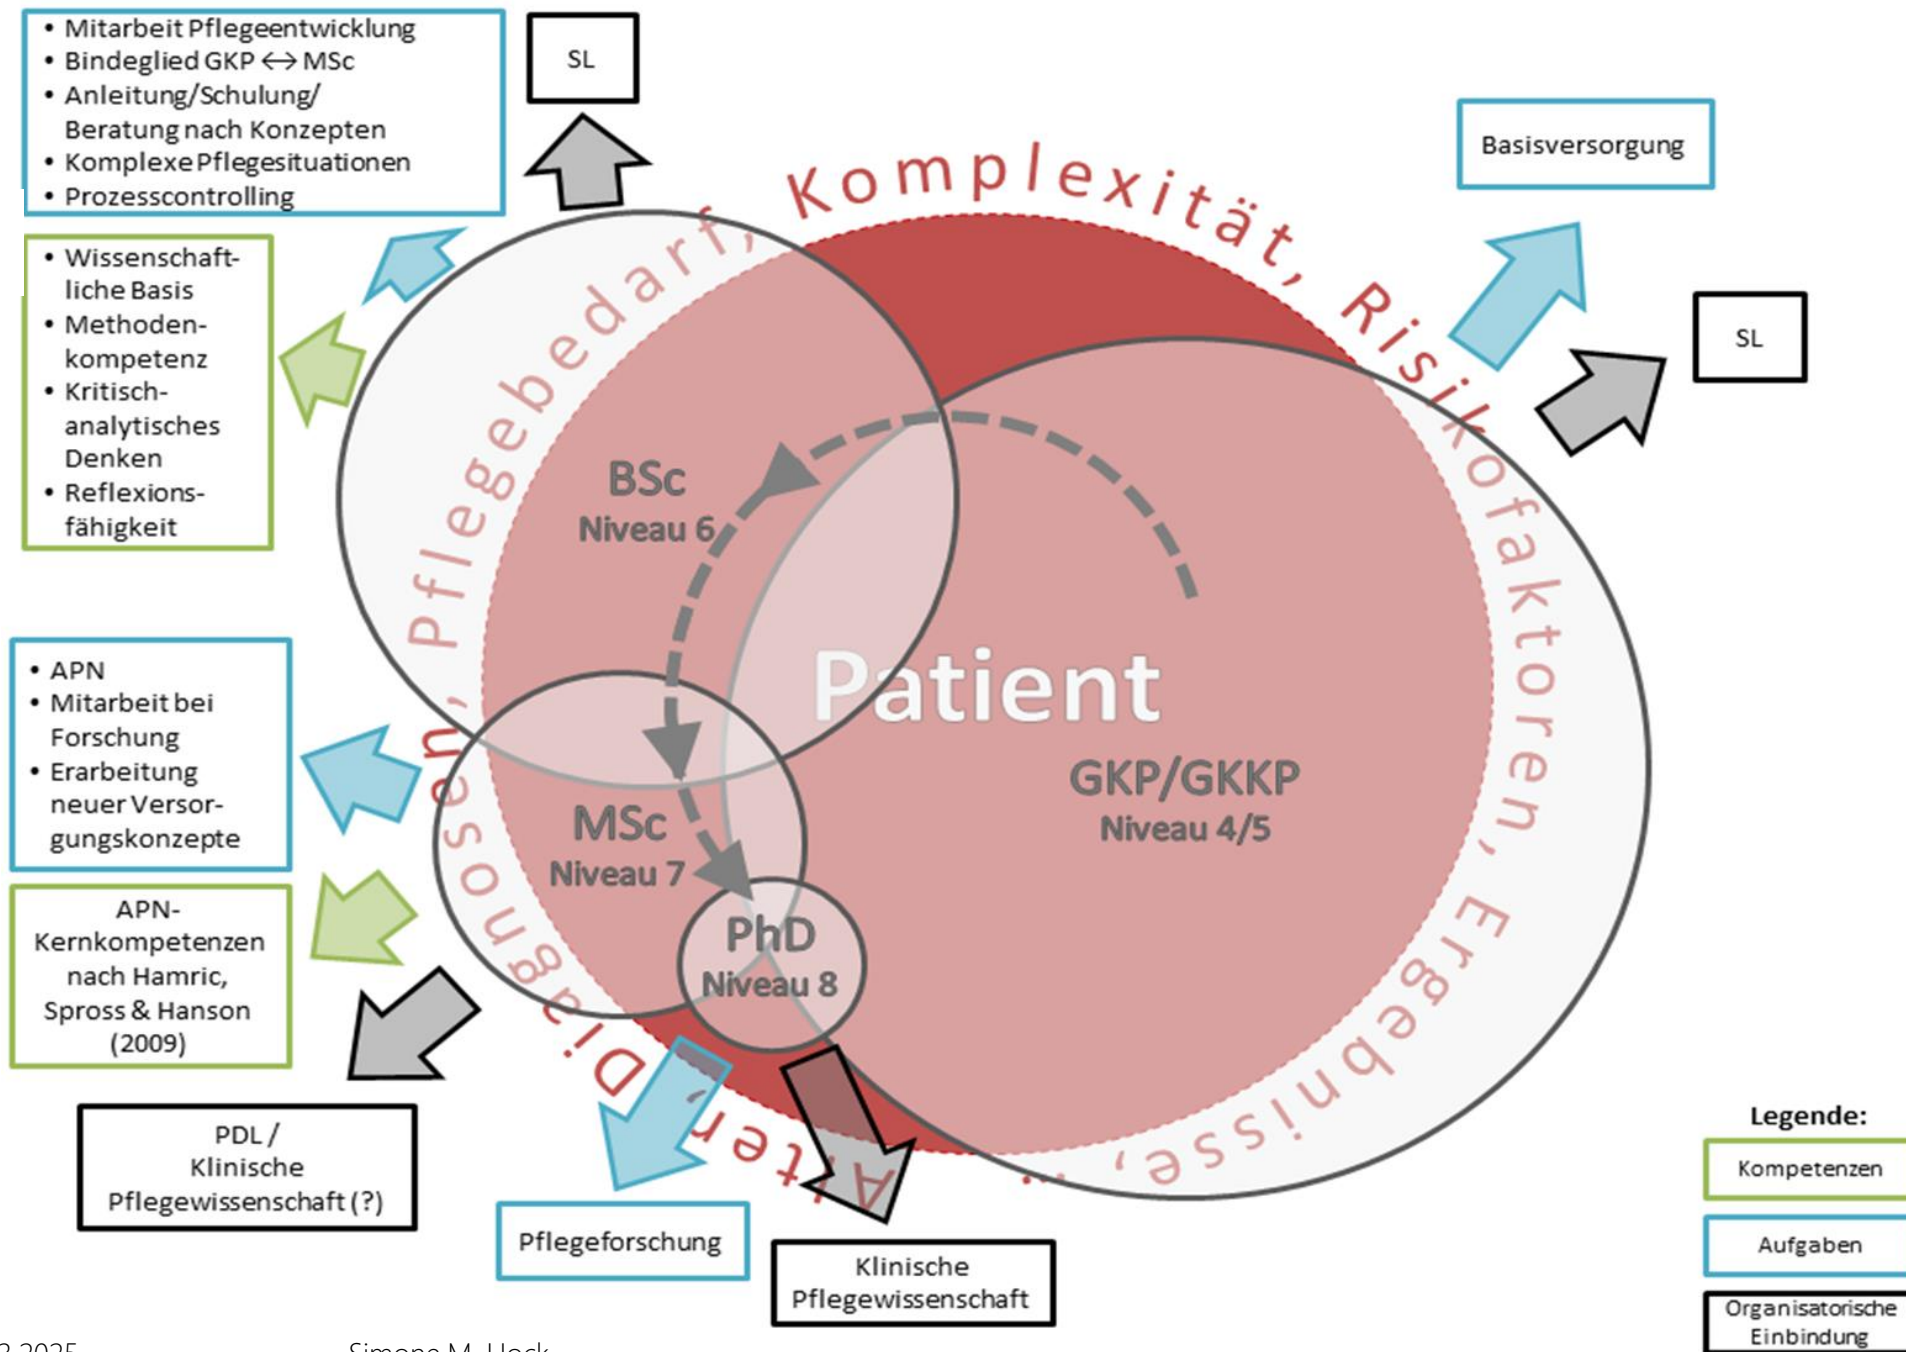 • Mitarbeit Pflegeentwicklung
• Bindeglied GKP ↔ MSc
• Anleitung/Schulung/
Beratung nach Konzepten
• Komplexe Pflegesituationen
• Prozesscontrolling
SL
Basisversorgung
SL
• Wissenschaft-
liche Basis
• Methoden-
kompetenz
• Kritisch-
analytisches
Denken
• Reflexions-
fähigkeit
Alter, Diagnosen, Pflegebedarf, Komplexität, Risikofaktoren, Ergebnisse, ...
BSc
Niveau 6
Patient
GKP/GKKP
Niveau 4/5
MSc
Niveau 7
PhD
Niveau 8
• APN
• Mitarbeit bei
Forschung
• Erarbeitung
neuer Versor-
gungskonzepte
APN-
Kernkompetenzen
nach Hamric,
Spross & Hanson
(2009)
PDL /
Klinische
Pflegewissenschaft (?)
Pflegeforschung
Klinische
Pflegewissenschaft
Legende:
Kompetenzen
Aufgaben
Organisatorische
Einbindung
2025
Simone M. Hock